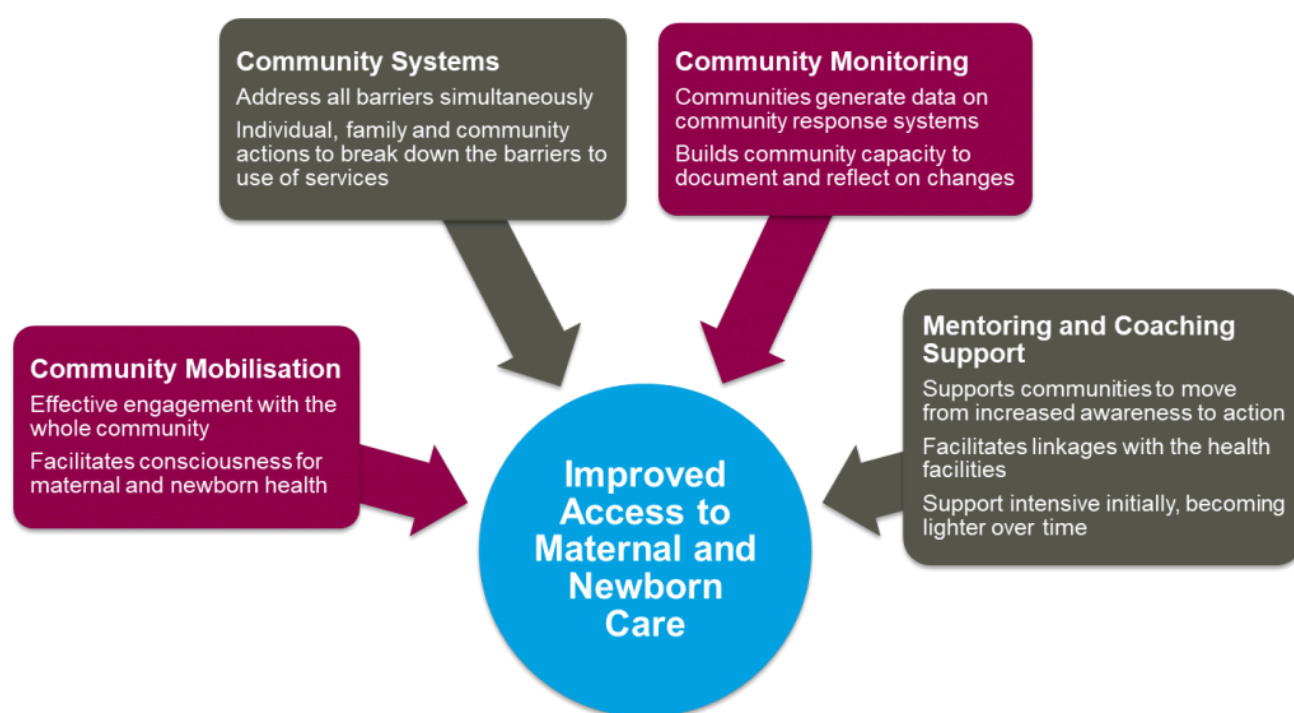 Community Systems
Address all barriers simultaneously
Individual, family and community
actions to break down the barriers to
use of services
Community Monitoring
Communities generate data on
community response systems
Builds community capacity to
document and reflect on changes
Community Mobilisation
Effective engagement with the
whole community
Facilitates consciousness for
maternal and newborn health
Mentoring and Coaching
Support
Supports communities to move
from increased awareness to action
Facilitates linkages with the health
facilities
Support intensive initially, becoming
lighter over time
Improved
Access to
Maternal and
Newborn
Care